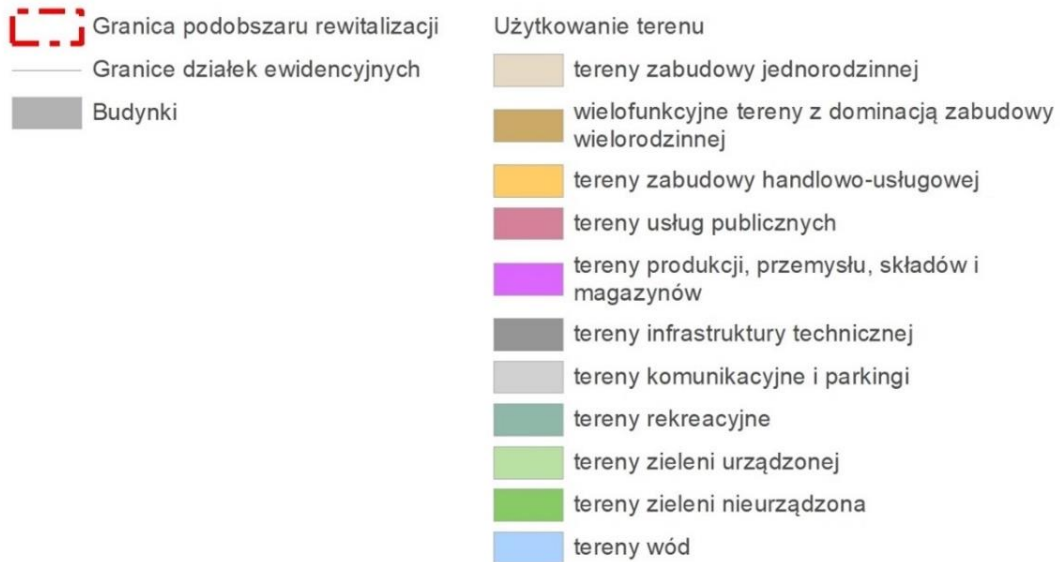 Granica podobszaru rewitalizacji
Granice działek ewidencyjnych
Budynki
Użytkowanie terenu
tereny zabudowy jednorodzinnej
wielofunkcyjne tereny z dominacją zabudowy
wielorodzinnej
tereny zabudowy handlowo-usługowej
tereny usług publicznych
tereny produkcji, przemysłu, składów i
magazynów
tereny infrastruktury technicznej
tereny komunikacyjne i parkingi
tereny rekreacyjne
tereny zieleni urządzonej
tereny zieleni nieurządzona
tereny wód